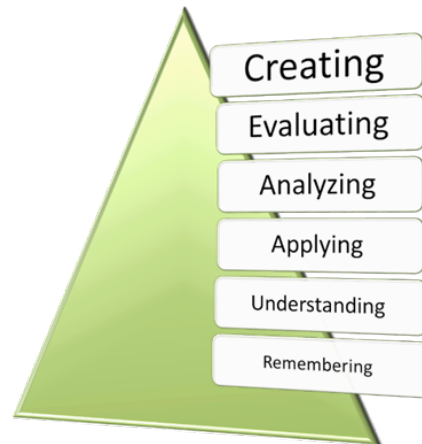 Creating
Evaluating
Analyzing
Applying
Understanding
Remembering